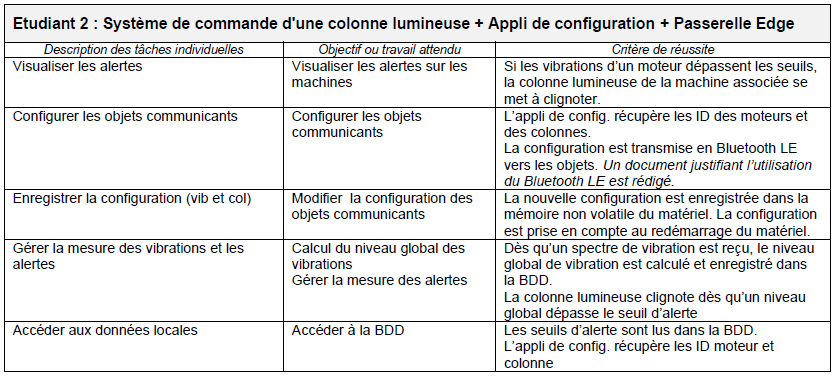 Etudiant 2 : Système de commande d'une colonne lumineuse + Appli de configuration + Passerelle Edge
Description des tâches individuelles
Objectif ou travail attendu
Critère de réussite
Visualiser les alertes
Visualiser les alertes sur les
machines
Si les vibrations d'un moteur dépassent les seuils,
la colonne lumineuse de la machine associée se
met à clignoter.
Configurer les objets communicants
Configurer les objets
communicants
L'appli de config. récupère les ID des moteurs et
des colonnes.
La configuration est transmise en Bluetooth LE
vers les objets. Un document justifiant l'utilisation
du Bluetooth LE est rédigé.
Enregistrer la configuration (vib et col)
Modifier la configuration des
objets communicants
La nouvelle configuration est enregistrée dans la
mémoire non volatile du matériel. La configuration
est prise en compte au redémarrage du matériel.
Gérer la mesure des vibrations et les
alertes
Calcul du niveau global des
vibrations
Gérer la mesure des alertes
Dès qu'un spectre de vibration est reçu, le niveau
global de vibration est calculé et enregistré dans
la BDD.
La colonne lumineuse clignote dès qu'un niveau
global dépasse le seuil d'alerte
Accéder aux données locales
Accéder à la BDD
Les seuils d'alerte sont lus dans la BDD.
L'appli de config. récupère les ID moteur et
colonne